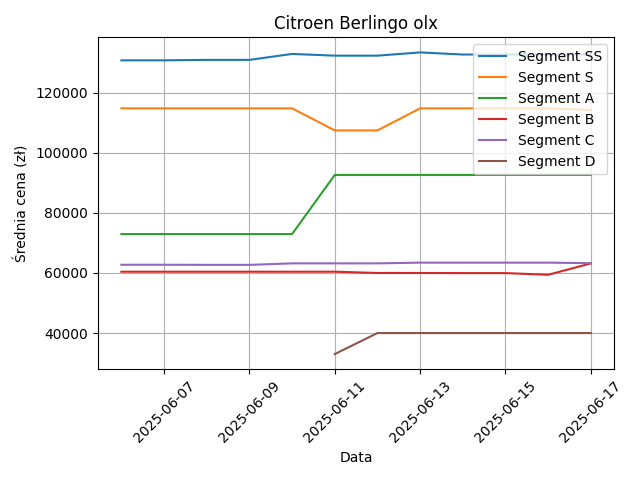 Citroen Berlingo olx
Segment SS
Segment S
Segment A
Segment B
Segment C
Segment D
Średnia cena (zł)
120000
100000
80000
60000
40000
2025-06-07
2025-06-09
2025-06-11
2025-06-13
2025-06-15
2025-06-17
Data